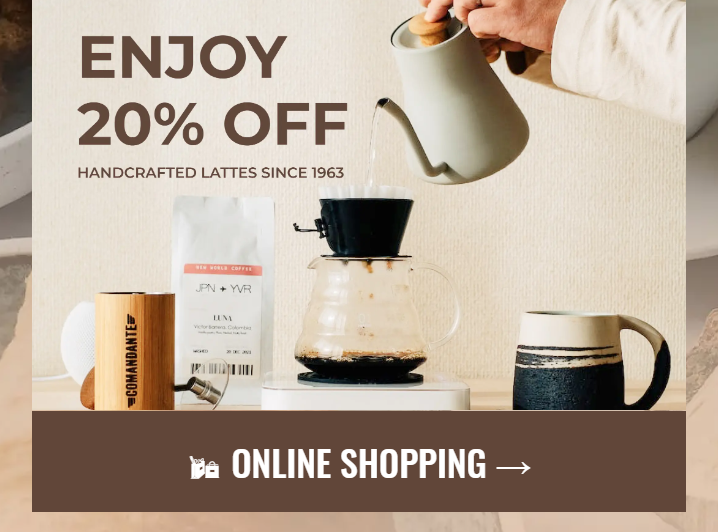 ENJOY
20% OFF
HANDCRAFTED LATTES SINCE 1963
JPN + YVR
LUNA
COMANDANTE
ONLINE SHOPPING →